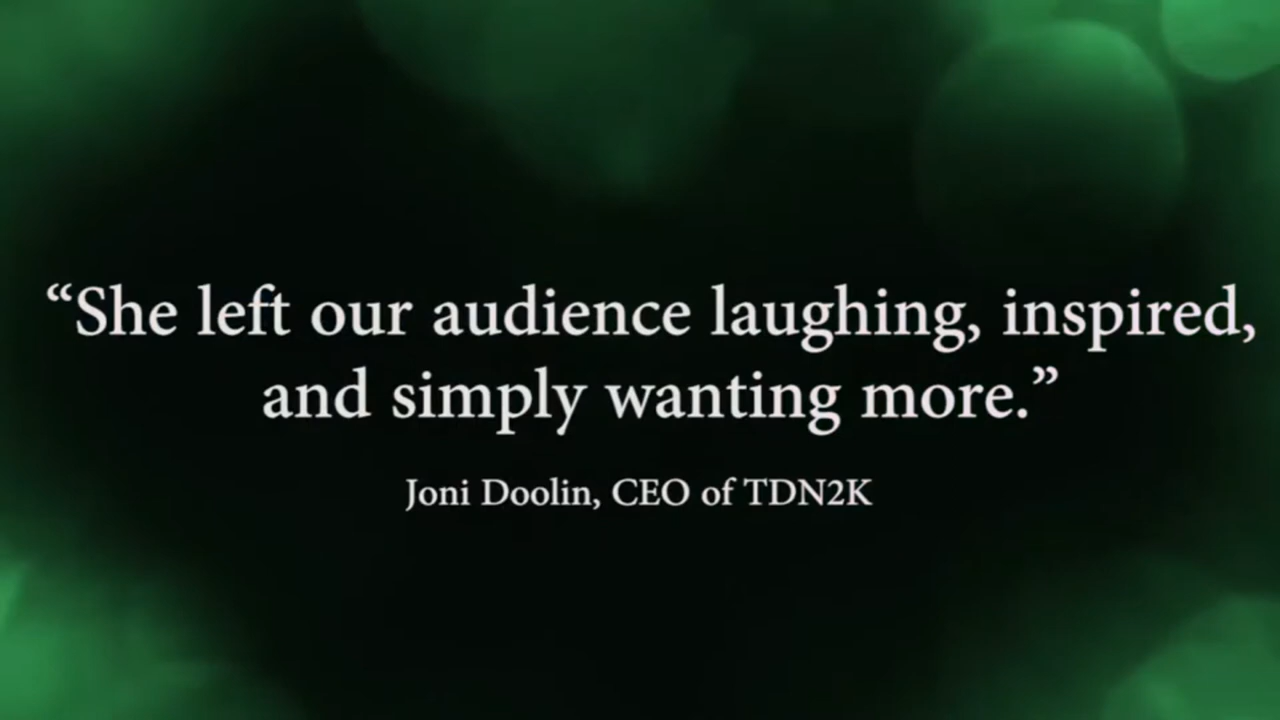 “She left our audience laughing, inspired,
and simply wanting more.”
Joni Doolin, CEO of TDN2K